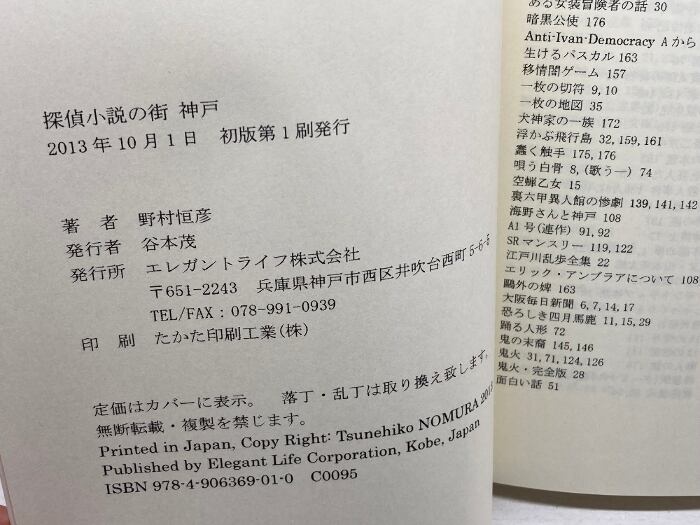 探偵小説の街 神戸
2013年10月1日 初版第1刷発行
著 者 野村恒彦
発行者 谷本茂
発行所 エレガントライフ株式会社
〒651-2243 兵庫県神戸市西区井吹台西町5-6-5
TEL/FAX : 078-991-0939
印 刷 たかた印刷工業(株)
定価はカバーに表示。 落丁・乱丁は取り換え致します。
無断転載・複製を禁じます。
Printed in Japan, Copy Right: Tsunehiko NOMURA 2013
Published by Elegant Life Corporation, Kobe, Japan
ISBN 978-4-906369-01-0 C0095
ある女装冒険者の話 30
暗黒公使 176
Anti-Ivan-Democracy Aから
生けるパスカル 163
移情閣ゲーム 157
一枚の切符 9, 10
一枚の地図 35
犬神家の一族 172
浮かぶ飛行島 32, 159, 161
蠢く触手 175, 176
唄う白骨 8, (歌う―) 74
空蝉乙女 15
裏六甲異人館の惨劇 139, 141, 142
海野さんと神戸 108
A1号(連作) 91, 92
SRマンスリー 119, 122
江戸川乱歩全集 22
エリック・アンブラアについて 108
鷗外の婢 163
大阪毎日新聞 6, 7, 14, 17
恐ろしき四月馬鹿 11, 15, 29
踊る人形 72
鬼の末裔 145, 146
鬼火 31, 71, 124, 126
鬼火・完全版 28
面白い話 51